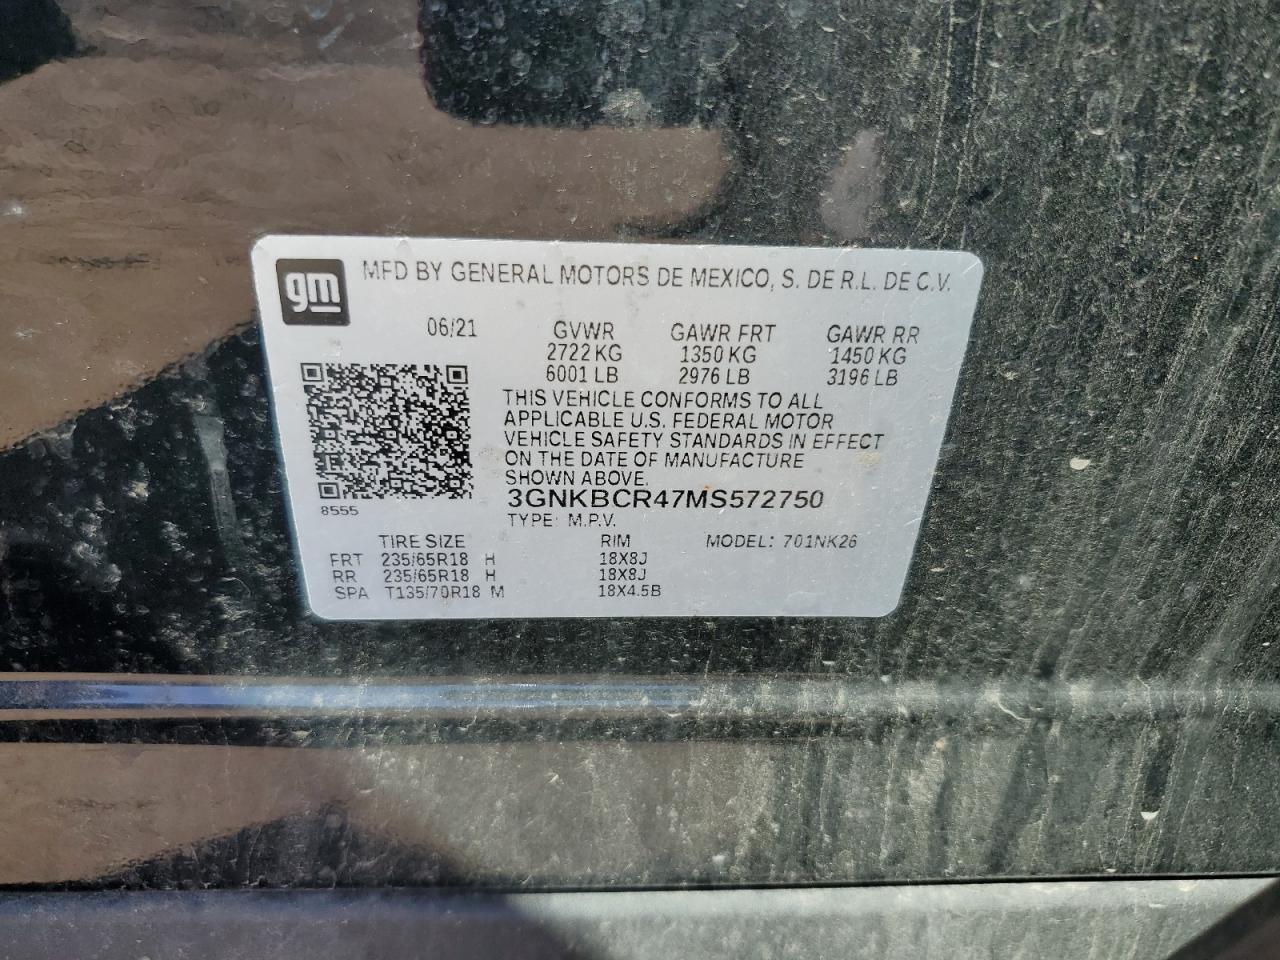 gm
MFD BY GENERAL MOTORS DE MEXICO, S. DE R.L. DE C.V.
06/21 GVWR GAWR FRT GAWR RR
2722 KG 1350 KG 1450 KG
6001 LB 2976 LB 3196 LB
THIS VEHICLE CONFORMS TO ALL
APPLICABLE U.S. FEDERAL MOTOR
VEHICLE SAFETY STANDARDS IN EFFECT
ON THE DATE OF MANUFACTURE
SHOWN ABOVE.
3GNKBCR47MS572750
8555
TYPE: M.P.V.
TIRE SIZE RIM MODEL: 701NK26
FRT 235/65R18 H 18X8J
RR 235/65R18 H 18X8J
SPA T135/70R18 M 18X4.5B